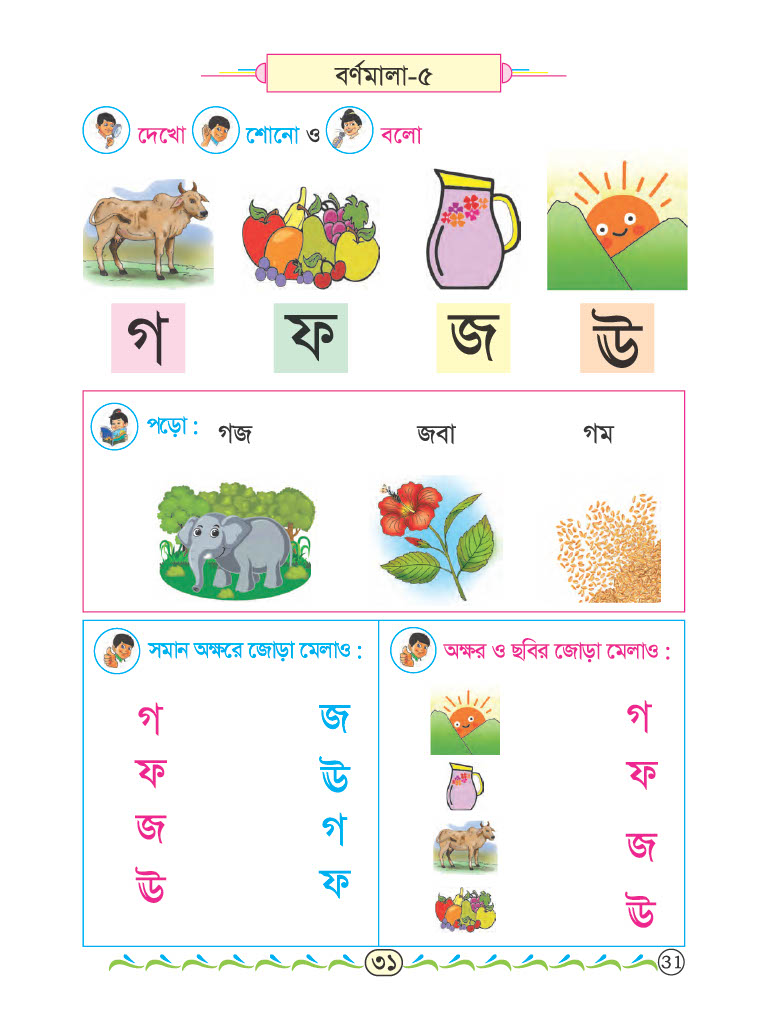 বর্ণমালা-৫
দেখো শোনো ও বলো
গ ফ জ ঊ
পড়ো : গজ জবা গম
সমান অক্ষরে জোড়া মেলাও :
গ জ
ফ ঊ
জ গ
ঊ ফ
অক্ষর ও ছবির জোড়া মেলাও :
গ
ফ
জ
ঊ
৩১
31